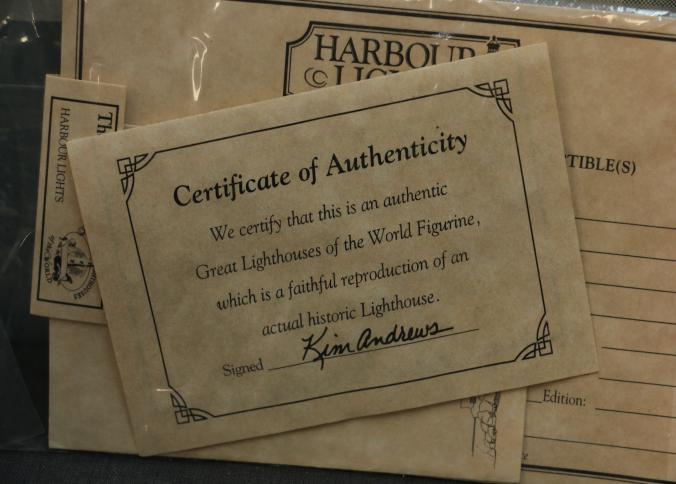 HARBOUR
Th
HARBOUR LIGHTS
Certificate of Authenticity
We certify that this is an authentic
Great Lighthouses of the World Figurine,
which is a faithful reproduction of an
actual historic Lighthouse.
Signed Kim Andrews
TIBLE(S)
Edition: